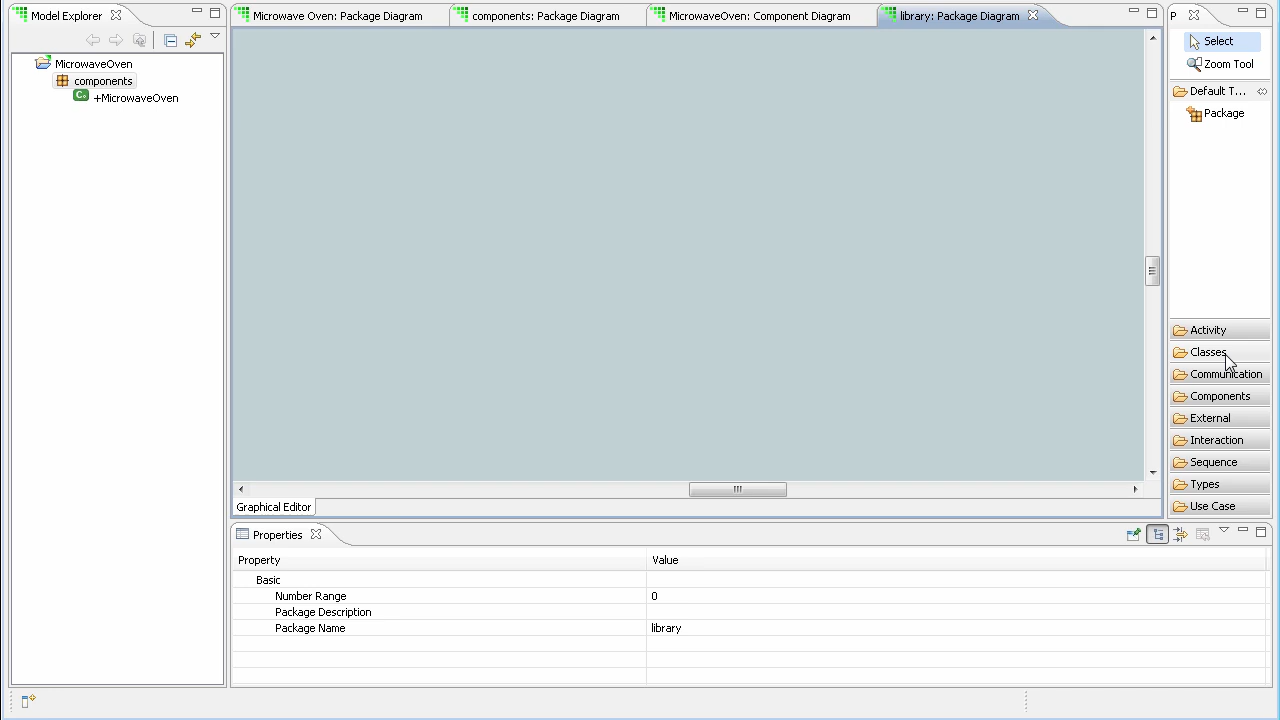 Model Explorer
MicrowaveOven
components
+MicrowaveOven
Microwave Oven: Package Diagram
components: Package Diagram
MicrowaveOven: Component Diagram
library: Package Diagram
Graphical Editor
P
Select
Zoom Tool
Default T...
Package
Activity
Classes
Communication
Components
External
Interaction
Sequence
Types
Use Case
Properties
Property Value
Basic
Number Range 0
Package Description
Package Name library